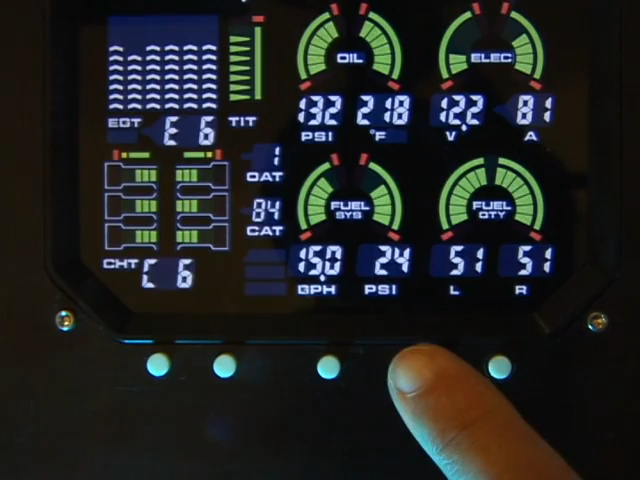 OIL
ELEC
132 218 12.2 81
PSI °F V A
EGT E 6 TIT
1
OAT
84
CAT
FUEL
SYS
FUEL
QTY
CHT C 6
15.0 24 51 51
GPH PSI L R